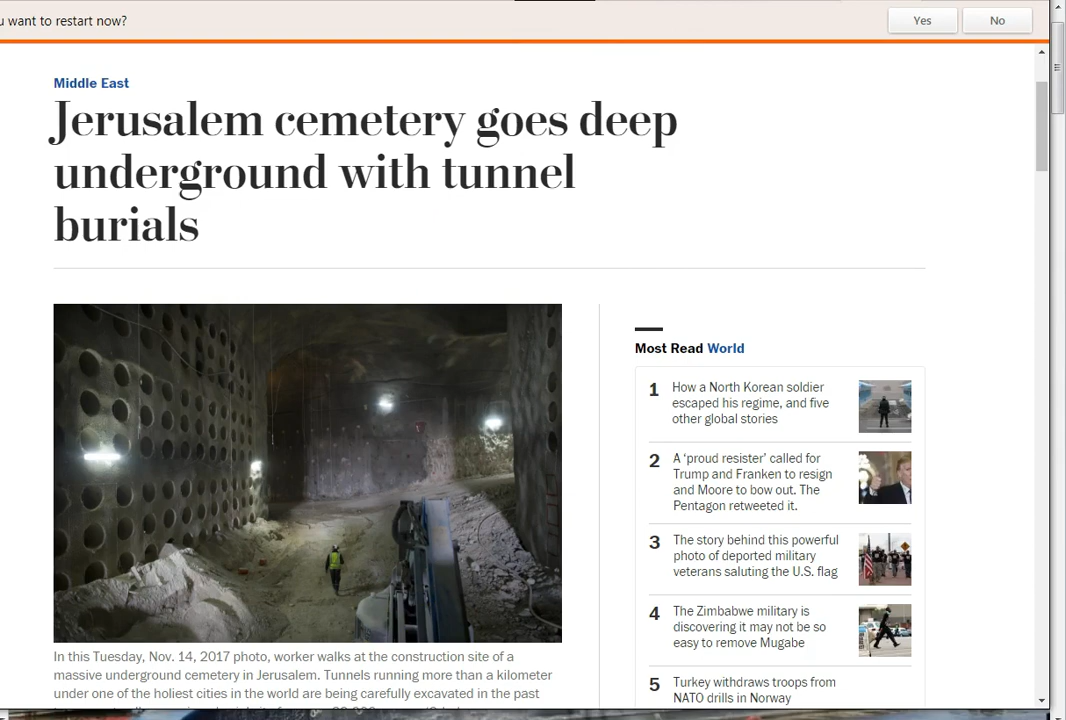 u want to restart now?
Yes
No
Middle East
Jerusalem cemetery goes deep
underground with tunnel
burials
In this Tuesday, Nov. 14, 2017 photo, worker walks at the construction site of a
massive underground cemetery in Jerusalem. Tunnels running more than a kilometer
under one of the holiest cities in the world are being carefully excavated in the past
Most Read World
1 How a North Korean soldier
escaped his regime, and five
other global stories
2 A ‘proud resister’ called for
Trump and Franken to resign
and Moore to bow out. The
Pentagon retweeted it.
3 The story behind this powerful
photo of deported military
veterans saluting the U.S. flag
4 The Zimbabwe military is
discovering it may not be so
easy to remove Mugabe
5 Turkey withdraws troops from
NATO drills in Norway